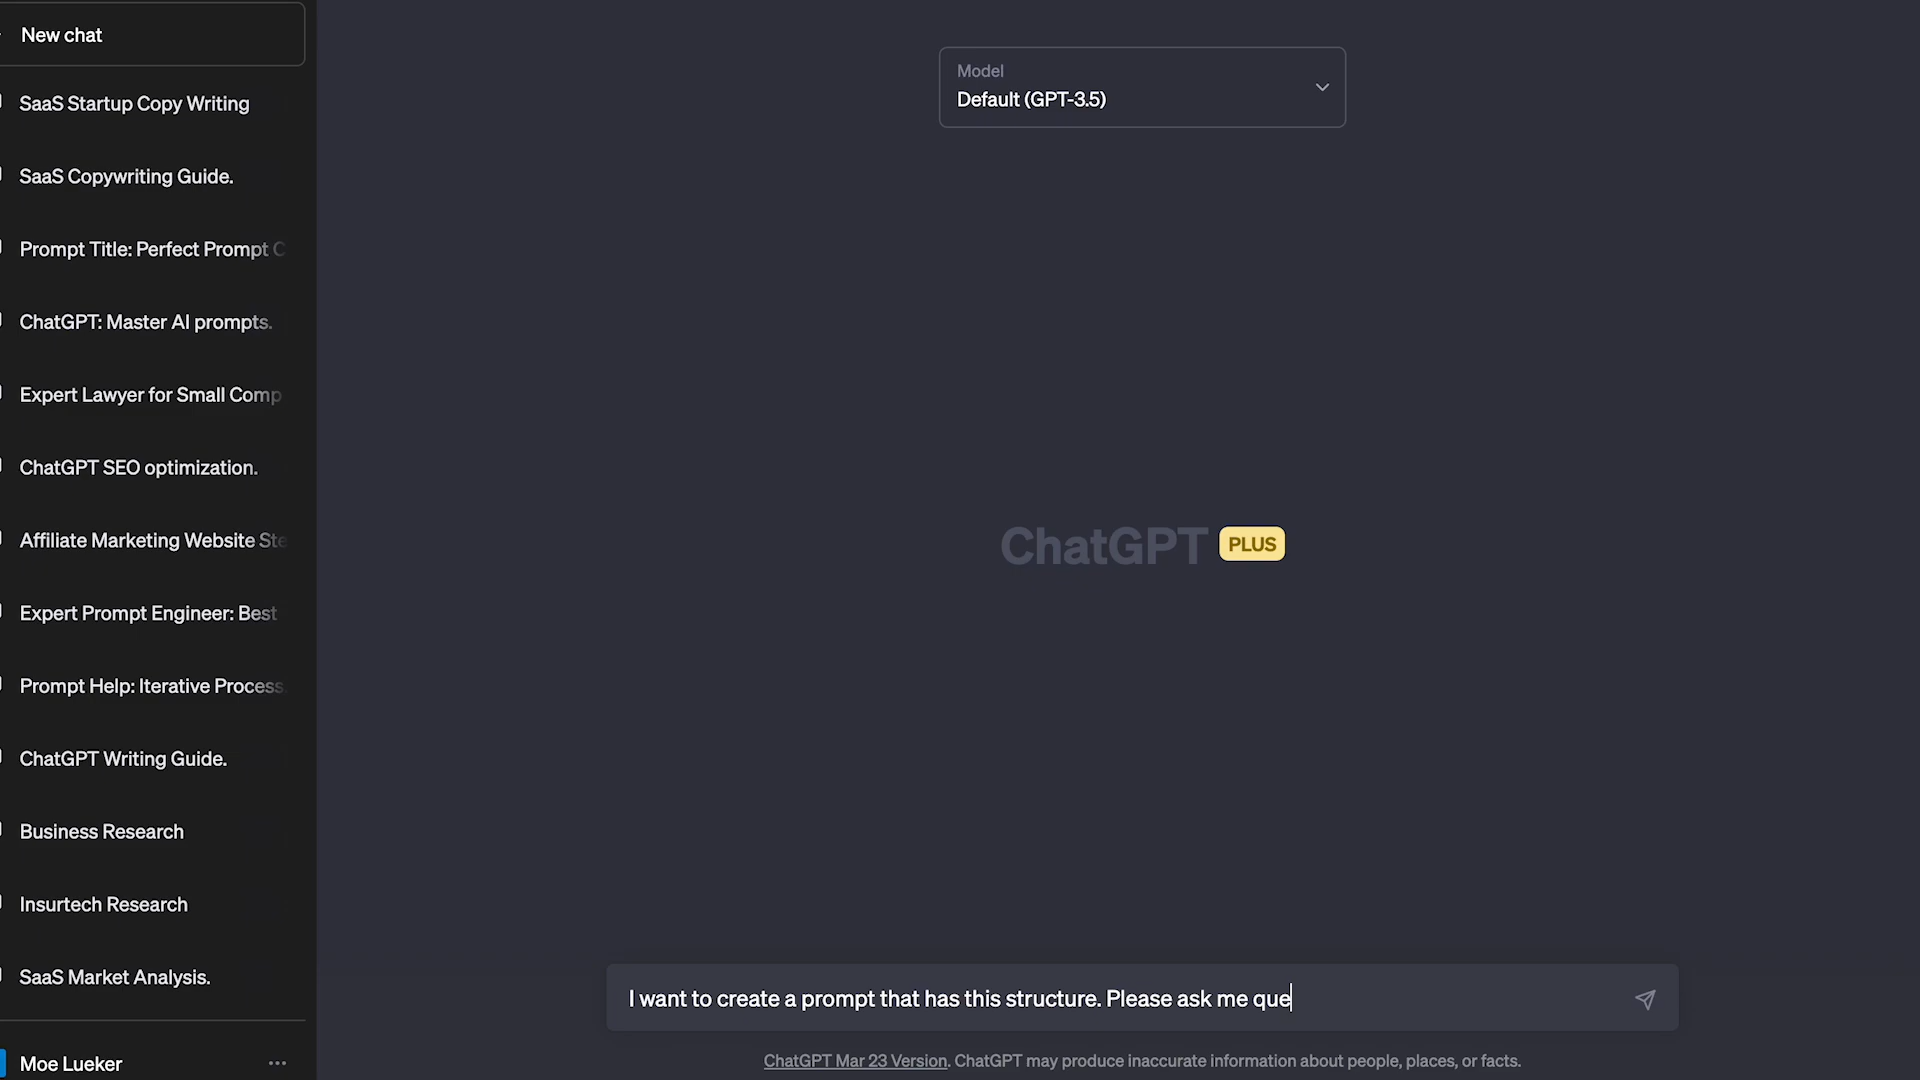 New chat
SaaS Startup Copy Writing
SaaS Copywriting Guide.
Prompt Title: Perfect Prompt C
ChatGPT: Master AI prompts.
Expert Lawyer for Small Comp
ChatGPT SEO optimization.
Affiliate Marketing Website Ste
Expert Prompt Engineer: Best
Prompt Help: Iterative Process.
ChatGPT Writing Guide.
Business Research
Insurtech Research
SaaS Market Analysis.
Moe Lueker
Model
Default (GPT-3.5)
ChatGPT PLUS
I want to create a prompt that has this structure. Please ask me que
ChatGPT Mar 23 Version. ChatGPT may produce inaccurate information about people, places, or facts.